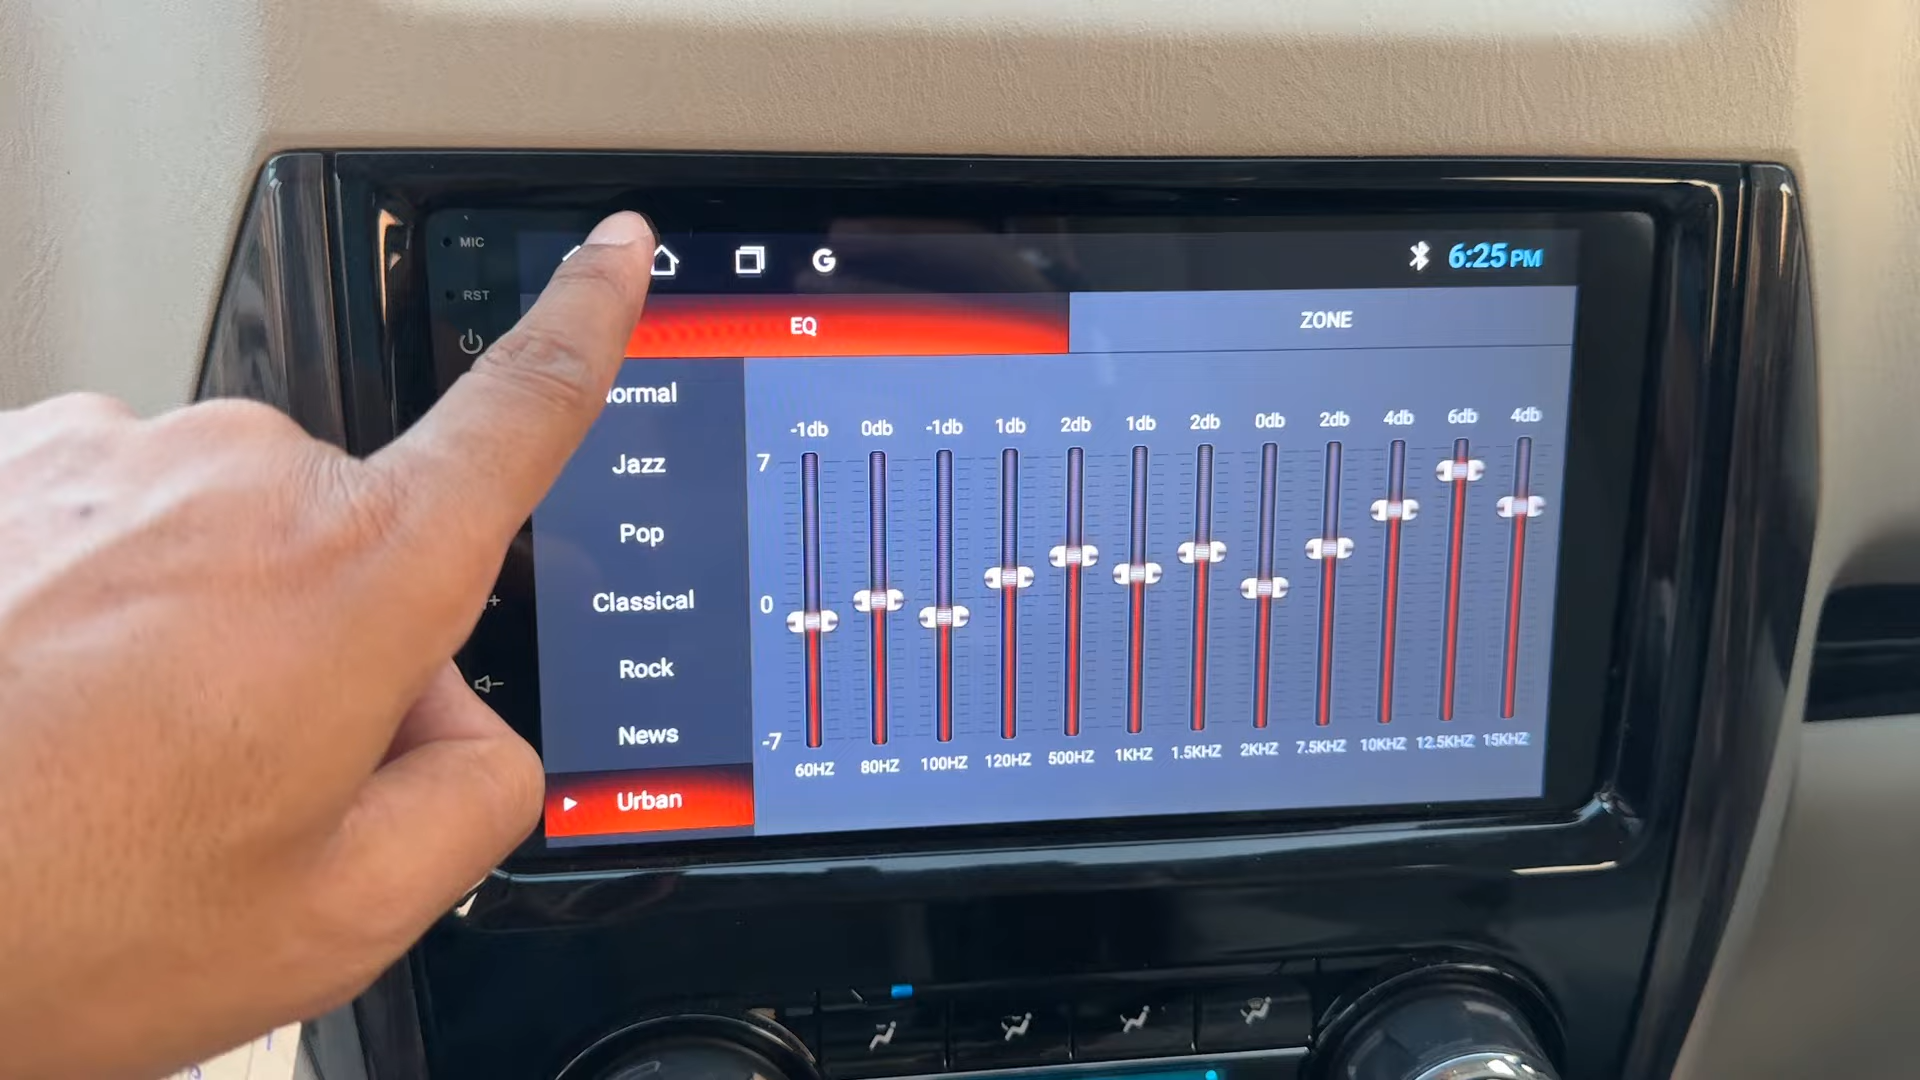 MIC
G
6:25 PM
RST
EQ
ZONE
ormal
Jazz
Pop
Classical
Rock
News
Urban
-1db 0db -1db 1db 2db 1db 2db 0db 2db 4db 6db 4db
7
0
-7
60HZ 80HZ 100HZ 120HZ 500HZ 1KHZ 1.5KHZ 2KHZ 7.5KHZ 10KHZ 12.5KHZ 15KHZ